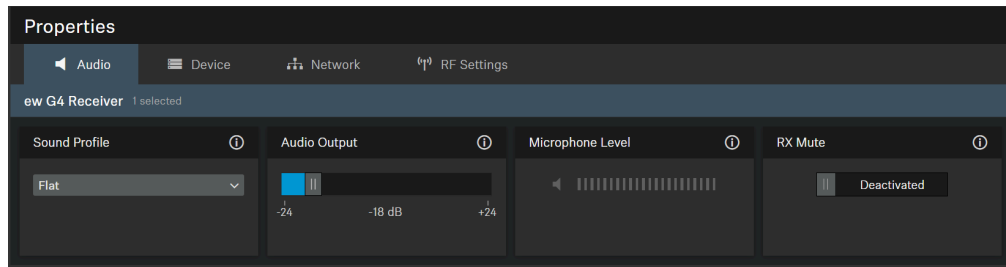 Properties
Audio Device Network RF Settings
ew G4 Receiver 1 selected
Sound Profile Audio Output Microphone Level RX Mute
Flat Deactivated
-24 -18 dB +24